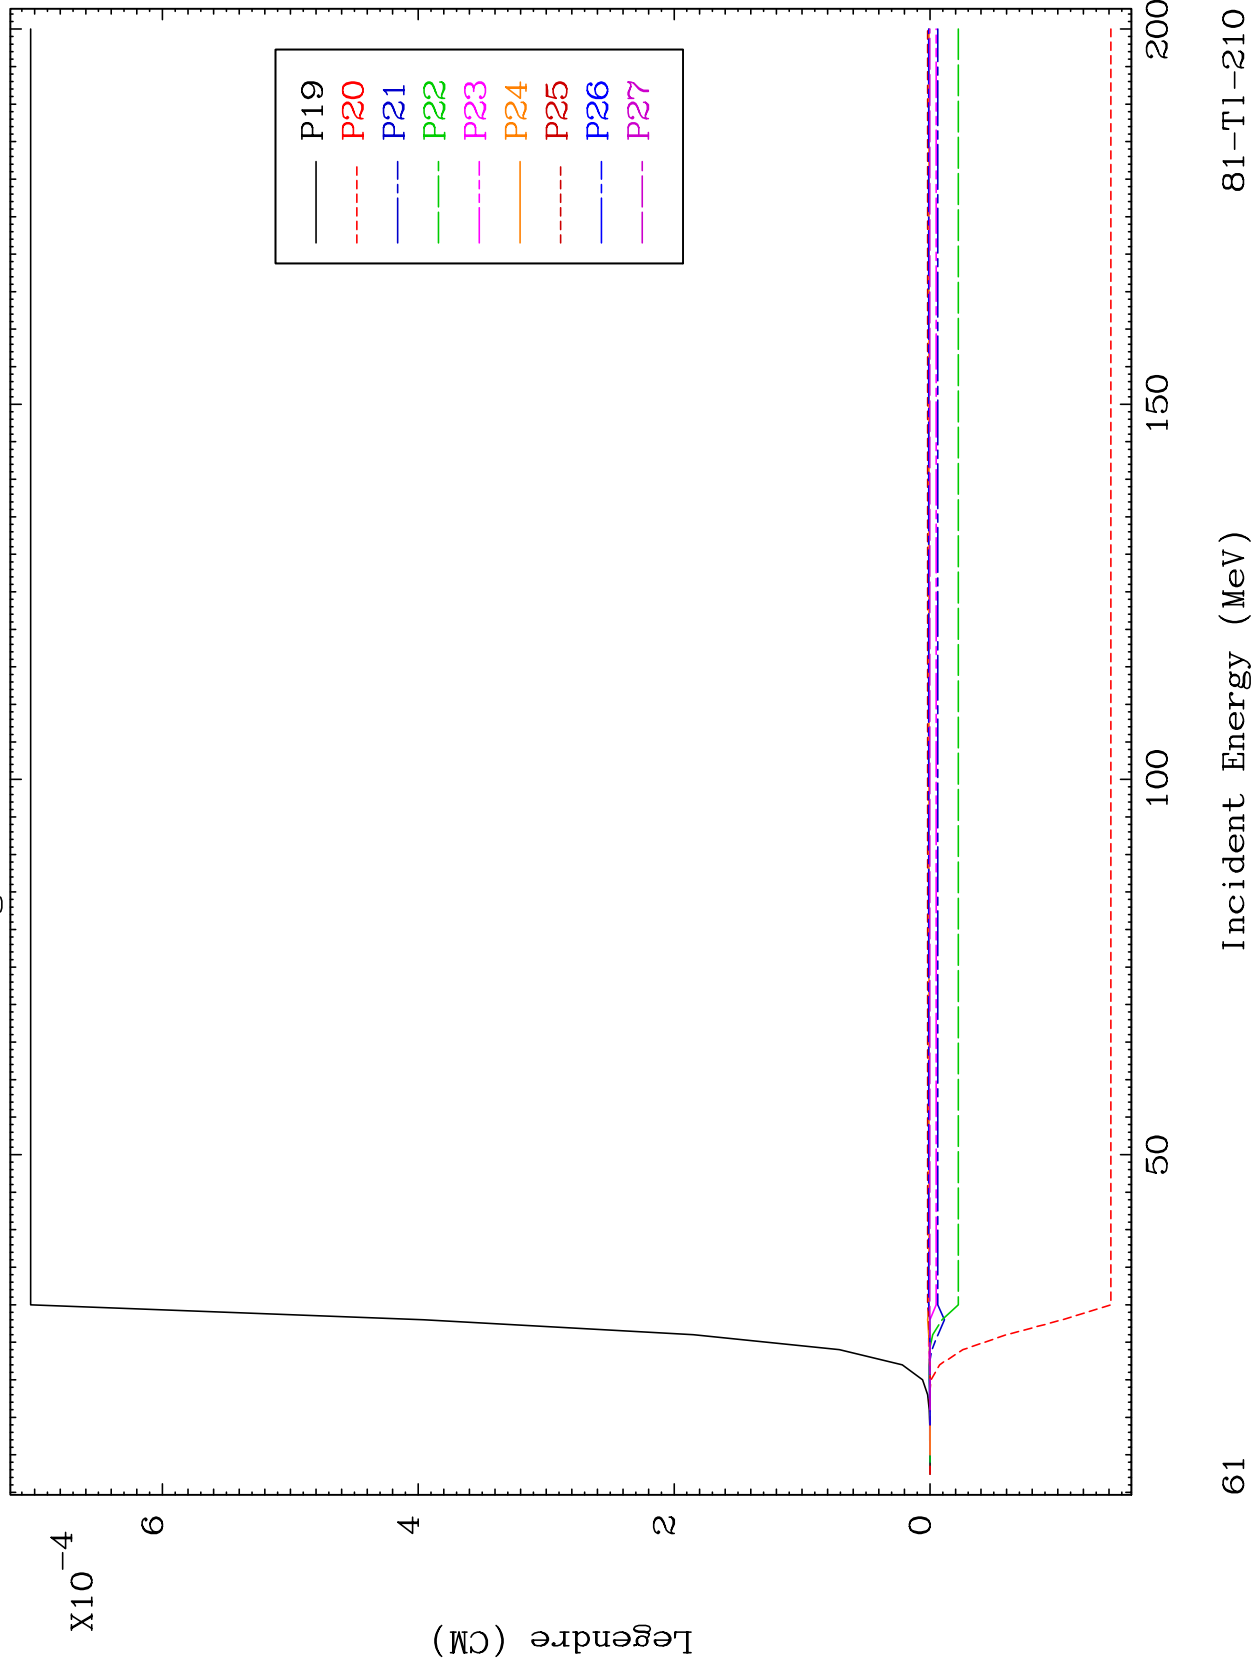 X10⁻⁴
6
4
2
0
Legendre (CM)
P19
P20
P21
P22
P23
P24
P25
P26
P27
50
100
150
200
Incident Energy (MeV)
61
81-Tl-210